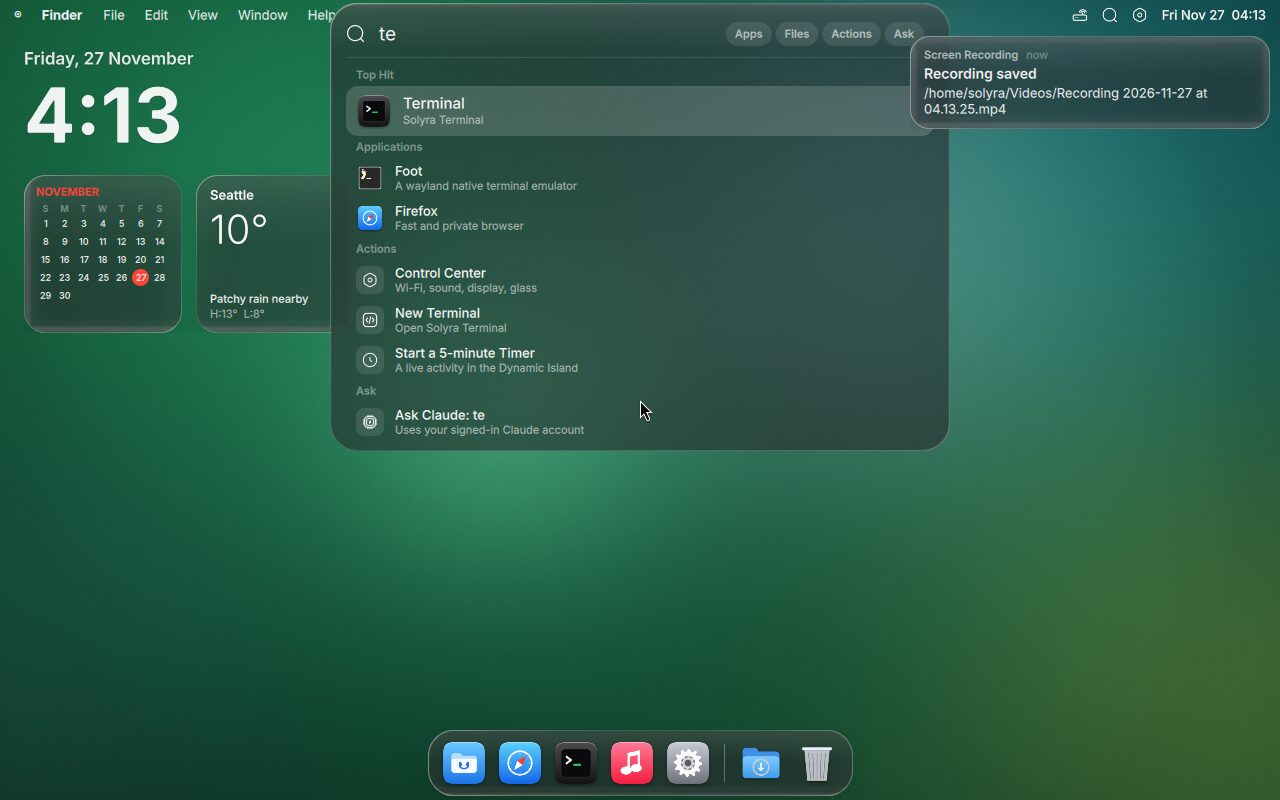 Finder File Edit View Window Help
Fri Nov 27 04:13
Friday, 27 November
4:13
NOVEMBER
S M T W T F S
1 2 3 4 5 6 7
8 9 10 11 12 13 14
15 16 17 18 19 20 21
22 23 24 25 26 27 28
29 30
Seattle
10°
Patchy rain nearby
H:13° L:8°
te
Apps Files Actions Ask
Top Hit
Terminal
Solyra Terminal
Applications
Foot
A wayland native terminal emulator
Firefox
Fast and private browser
Actions
Control Center
Wi-Fi, sound, display, glass
New Terminal
Open Solyra Terminal
Start a 5-minute Timer
A live activity in the Dynamic Island
Ask
Ask Claude: te
Uses your signed-in Claude account
Screen Recording now
Recording saved
/home/solyra/Videos/Recording 2026-11-27 at
04.13.25.mp4